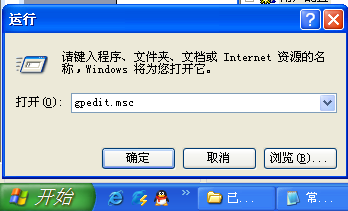 运行
请键入程序、文件夹、文档或 Internet 资源的名
称，Windows 将为您打开它。
打开(O): gpedit.msc
确定 取消 浏览(B)...
开始 » 已... 常...